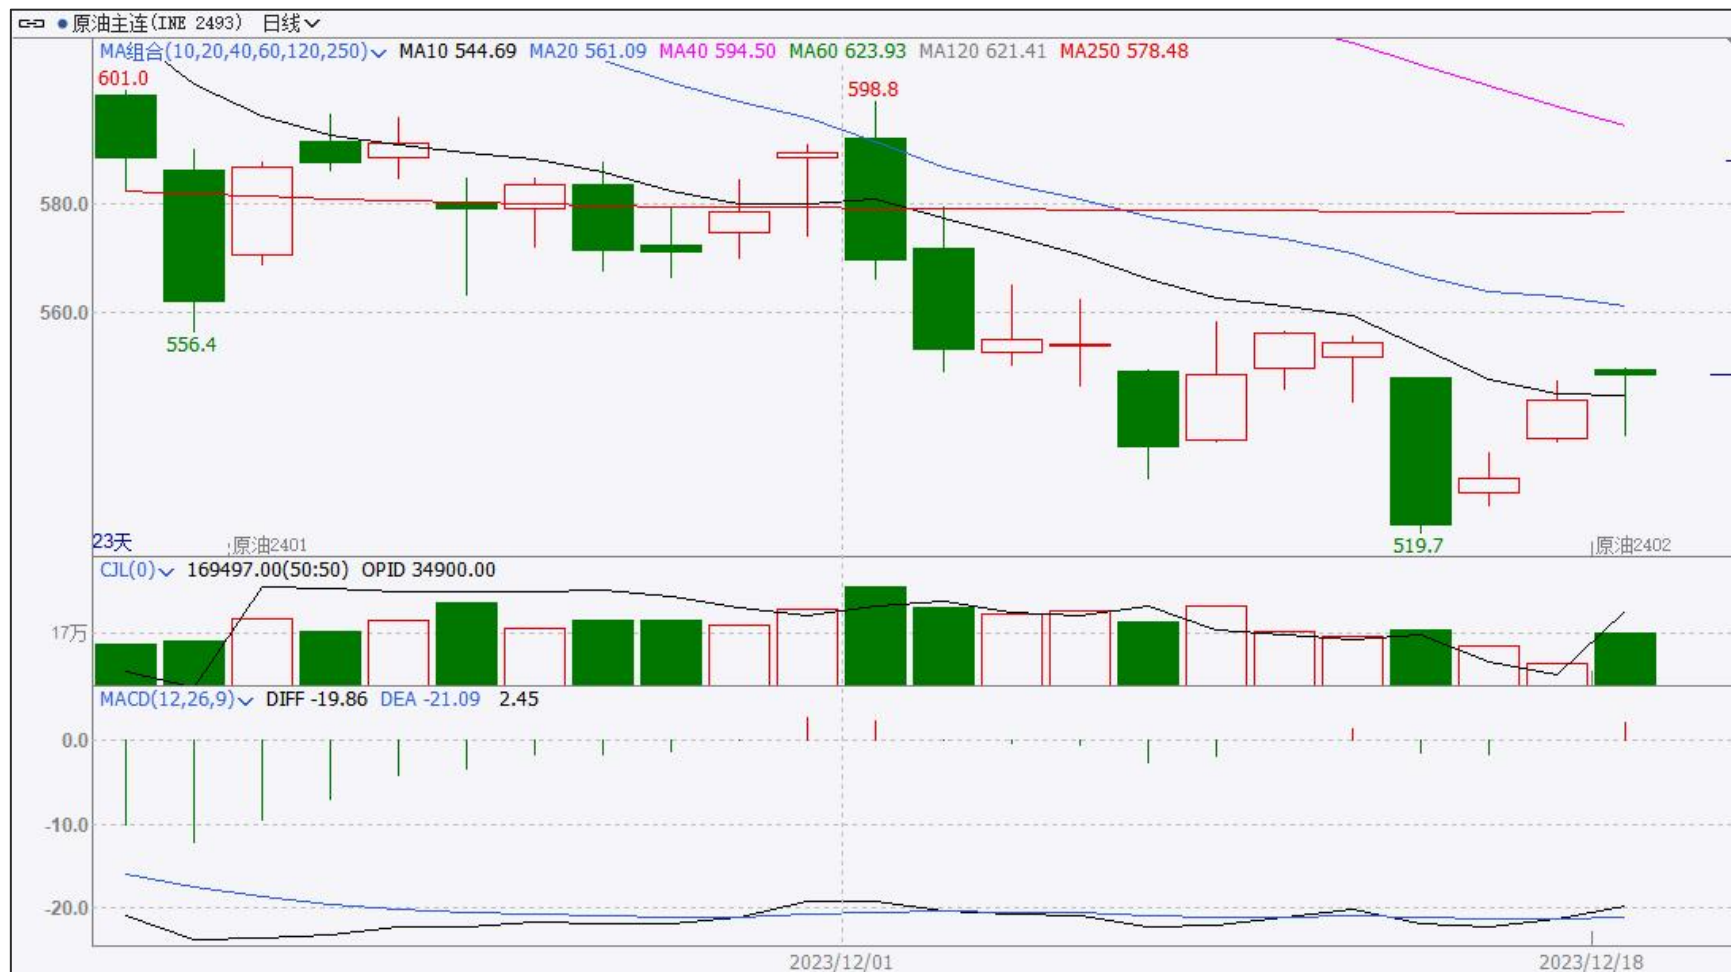 原油主连(INE 2493) 日线
MA组合(10,20,40,60,120,250) MA10 544.69 MA20 561.09 MA40 594.50 MA60 623.93 MA120 621.41 MA250 578.48
601.0
598.8
580.0
560.0
556.4
23天
原油2401
519.7
原油2402
CJL(0) 169497.00(50:50) OPID 34900.00
17万
MACD(12,26,9) DIFF -19.86 DEA -21.09 2.45
0.0
-10.0
-20.0
2023/12/01
2023/12/18